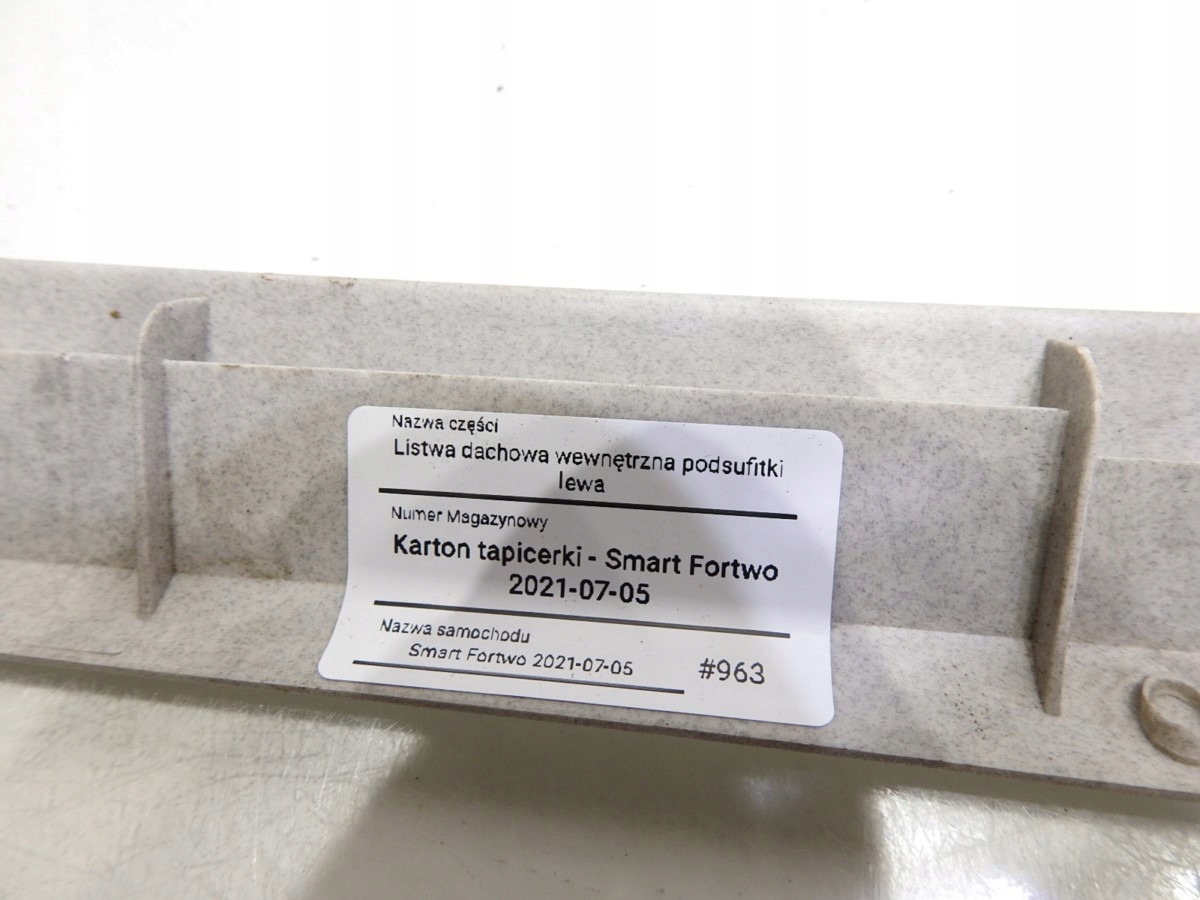 Nazwa części
Listwa dachowa wewnętrzna podsufitki
lewa
Numer Magazynowy
Karton tapicerki - Smart Fortwo
2021-07-05
Nazwa samochodu
Smart Fortwo 2021-07-05
#963